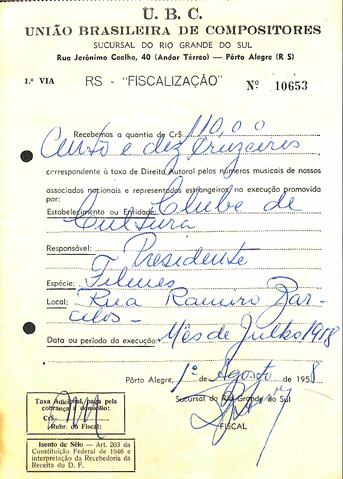 U. B. C.
UNIÃO BRASILEIRA DE COMPOSITORES
SUCURSAL DO RIO GRANDE DO SUL
Rua Jerônimo Coelho, 40 (Andar Térreo) — Pôrto Alegre (R S)
1.ª VIA RS - "FISCALIZAÇÃO" Nº 10653
Recebemos a quantia de Cr$ 110,00
Cento e dez cruzeiros
correspondente à taxa de Direito Autoral pelos números musicais de nossos
associados nacionais e representados estrangeiros, na execução promovida
por:
Estabelecimento ou Entidade: Clube de
Cultura
Responsável: Presidente
Espécie: Filmes
Local: Rua Ramiro Bar-
celos -
Data ou período da execução: Mês de Julho 1958
Pôrto Alegre, 1º de Agosto de 1958
Sucursal do Rio Grande do Sul
FISCAL
Taxa Adicional, paga pela
cobrança a domicílio:
Cr$
Rubr. do Fiscal:
Isento de Sêlo — Art. 203 da
Constituição Federal de 1946 e
interpretação da Recebedoria da
Receita do D. F.